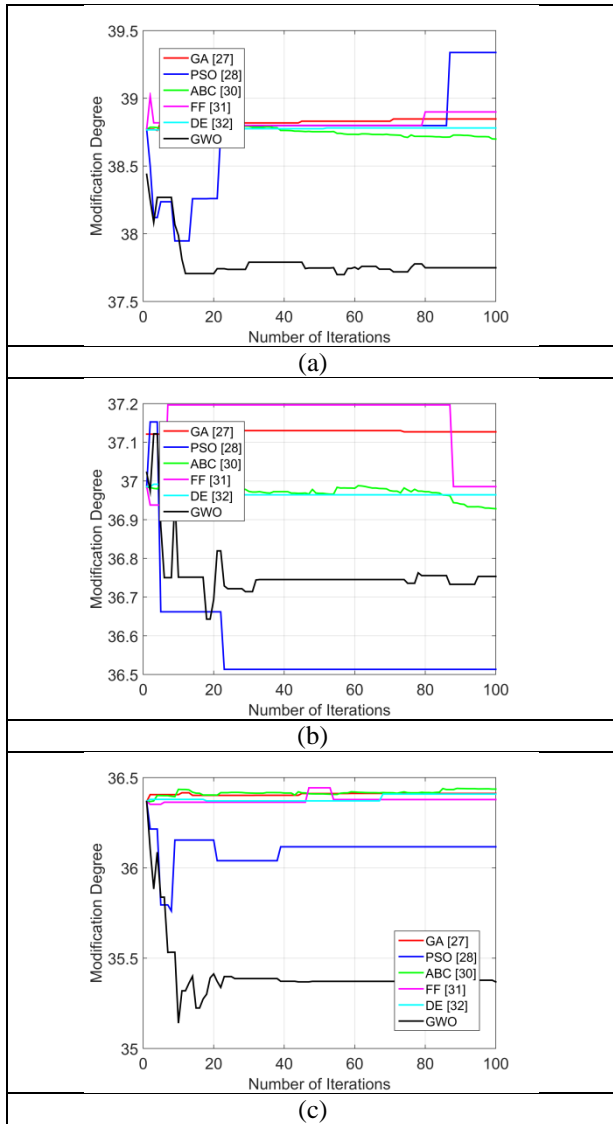 39.5
39
38.5
38
37.5
Modification Degree
GA [27]
PSO [28]
ABC [30]
FF [31]
DE [32]
GWO
0 20 40 60 80 100
Number of Iterations
(a)
37.2
37.1
37
36.9
36.8
36.7
36.6
36.5
Modification Degree
GA [27]
PSO [28]
ABC [30]
FF [31]
DE [32]
GWO
0 20 40 60 80 100
Number of Iterations
(b)
36.5
36
35.5
35
Modification Degree
GA [27]
PSO [28]
ABC [30]
FF [31]
DE [32]
GWO
0 20 40 60 80 100
Number of Iterations
(c)